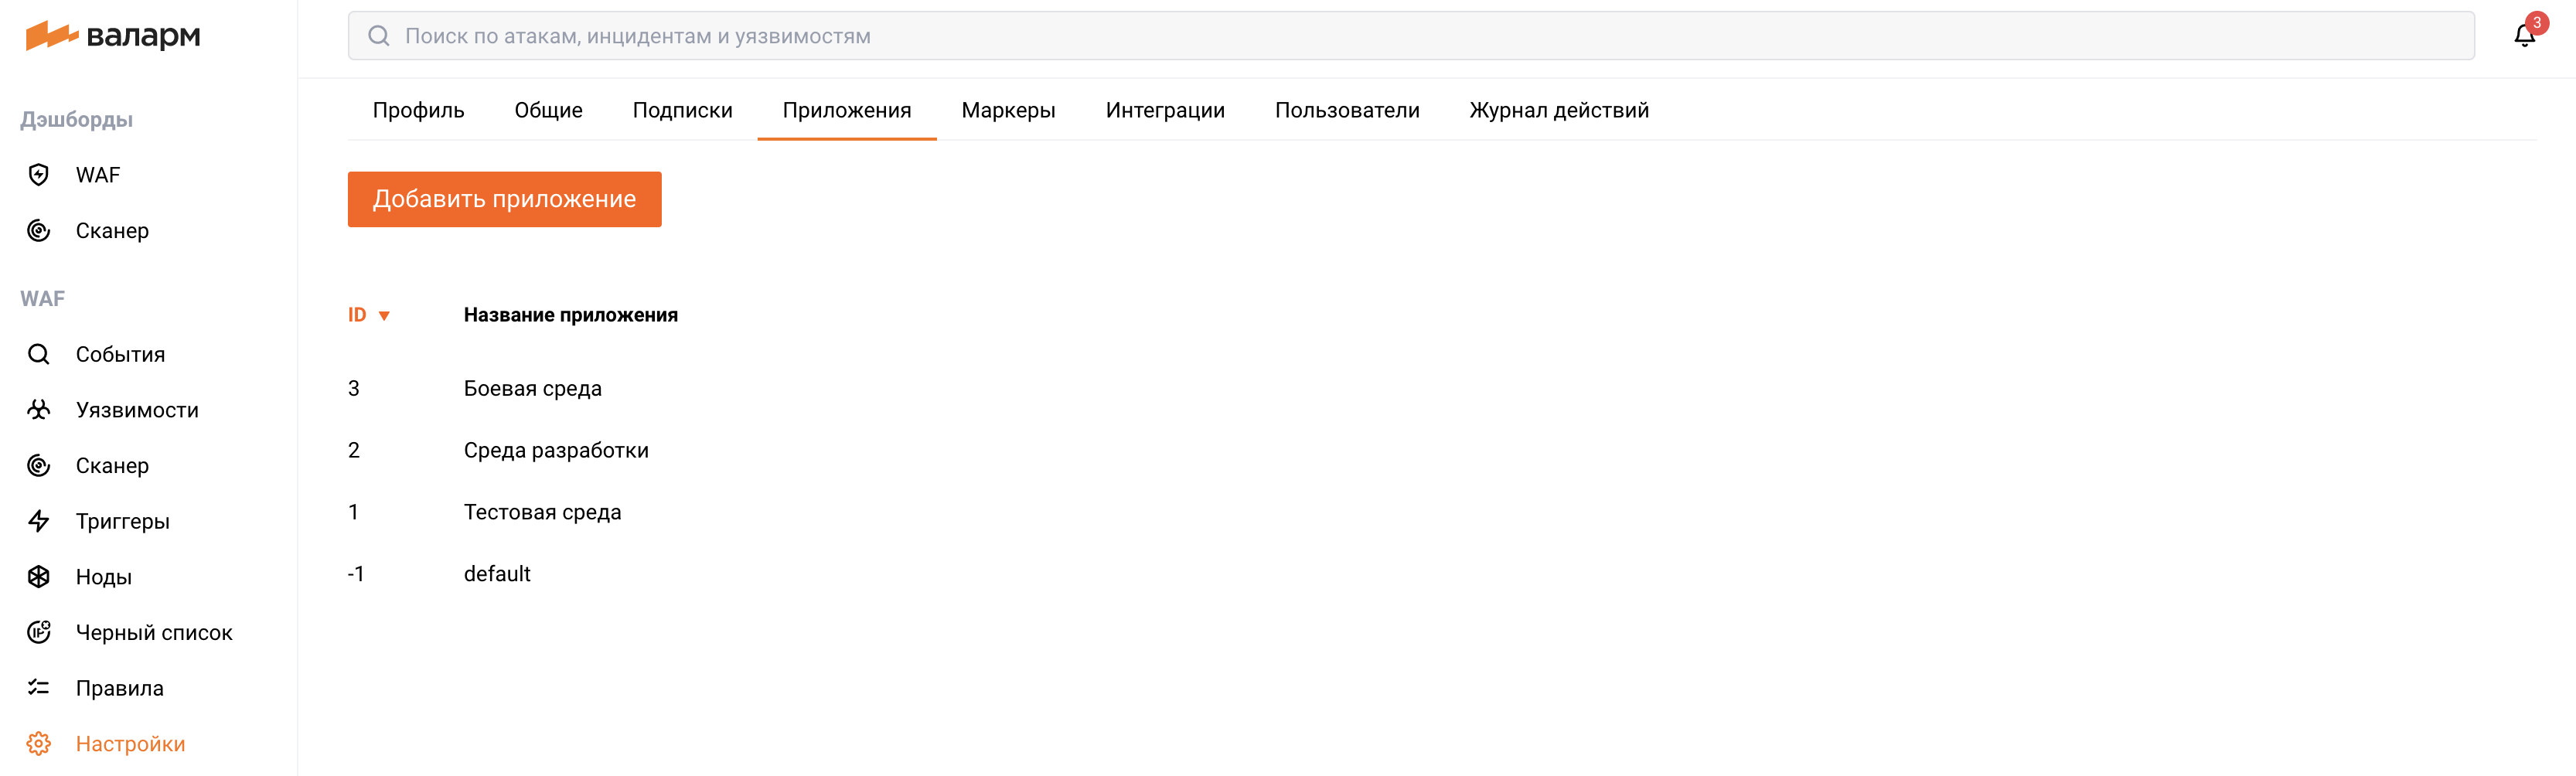 валарм
Поиск по атакам, инцидентам и уязвимостям
3
Профиль Общие Подписки Приложения Маркеры Интеграции Пользователи Журнал действий
Дэшборды
WAF
Сканер
WAF
События
Уязвимости
Сканер
Триггеры
Ноды
Черный список
Правила
Настройки
Добавить приложение
ID ▼ Название приложения
3 Боевая среда
2 Среда разработки
1 Тестовая среда
-1 default